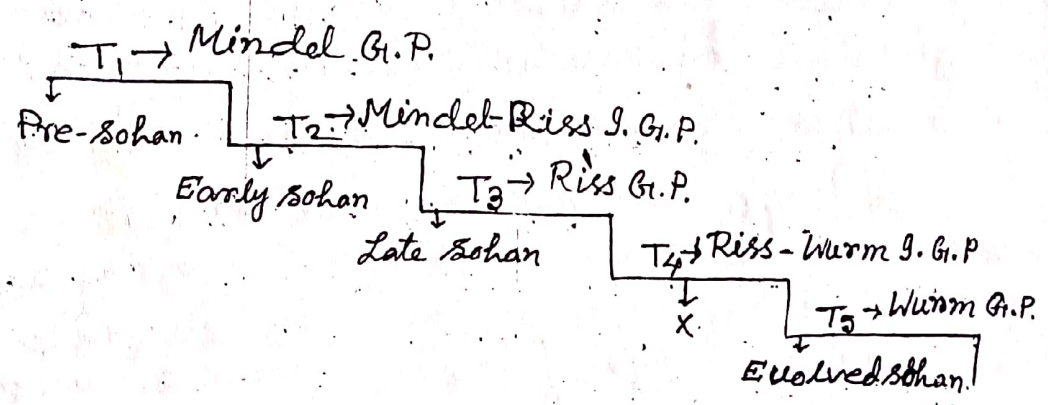 T1 → Mindel G.P.
Pre-Sohan.
T2 → Mindel-Riss I.G.P.
Early Sohan
T3 → Riss G.P.
Late Sohan
T4 → Riss-Wurm I.G.P
X
T5 → Wurm G.P.
Evolved Sohan